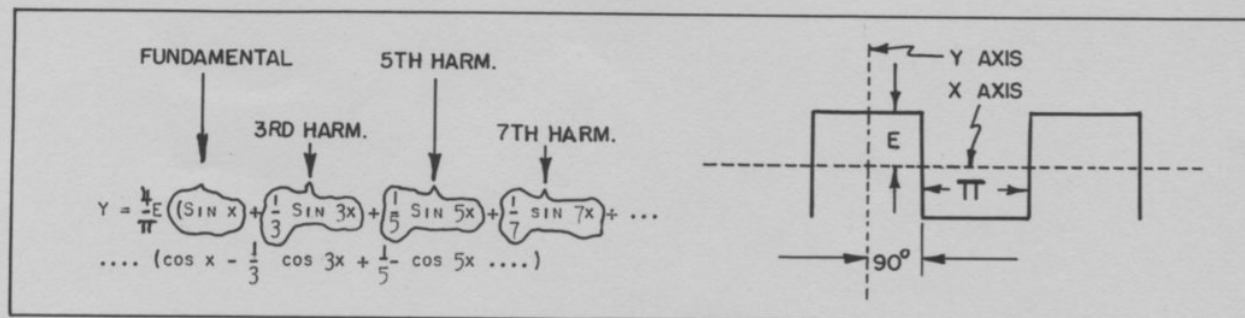 FUNDAMENTAL
5TH HARM.
3RD HARM.
7TH HARM.
Y = 4/π E (SIN x + 1/3 SIN 3x + 1/5 SIN 5x + 1/7 SIN 7x + ...
.... (cos x - 1/3 cos 3x + 1/5 - cos 5x ....)
Y AXIS
X AXIS
E
π
90°